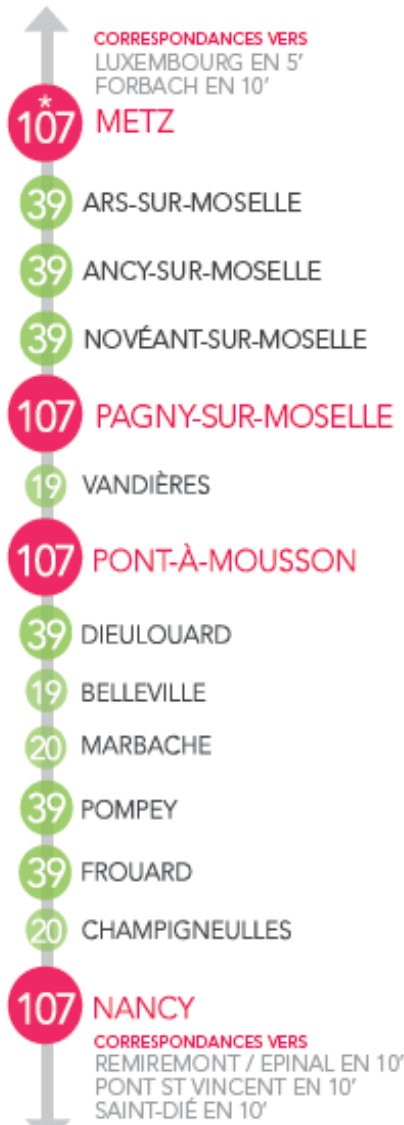 CORRESPONDANCES VERS
LUXEMBOURG EN 5'
FORBACH EN 10'
*
107 METZ
39 ARS-SUR-MOSELLE
39 ANCY-SUR-MOSELLE
39 NOVÉANT-SUR-MOSELLE
107 PAGNY-SUR-MOSELLE
19 VANDIÈRES
107 PONT-À-MOUSSON
39 DIEULOUARD
19 BELLEVILLE
20 MARBACHE
39 POMPEY
39 FROUARD
20 CHAMPIGNEULLES
107 NANCY
CORRESPONDANCES VERS
REMIREMONT / EPINAL EN 10'
PONT ST VINCENT EN 10'
SAINT-DIÉ EN 10'